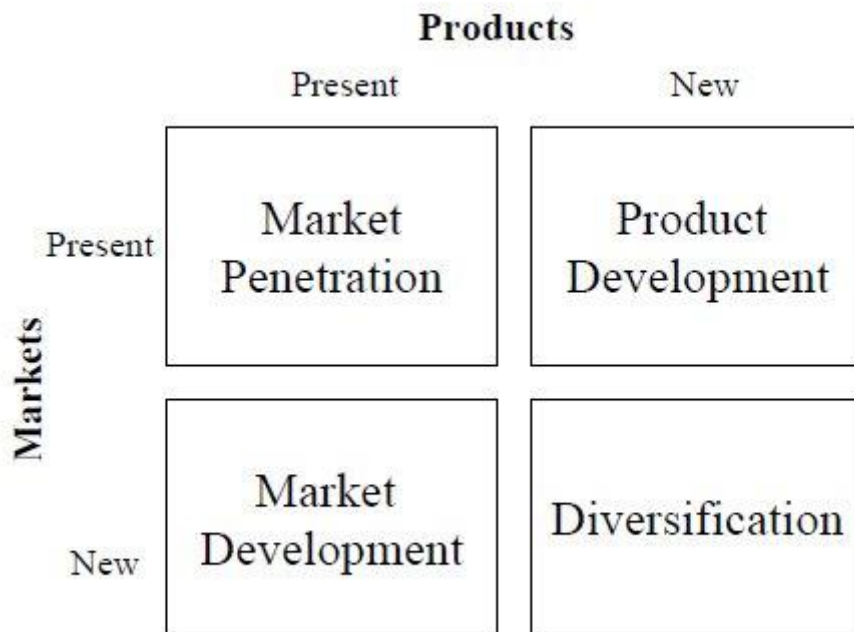 Products
Present
New
Present
Market
Penetration
Product
Development
Markets
New
Market
Development
Diversification